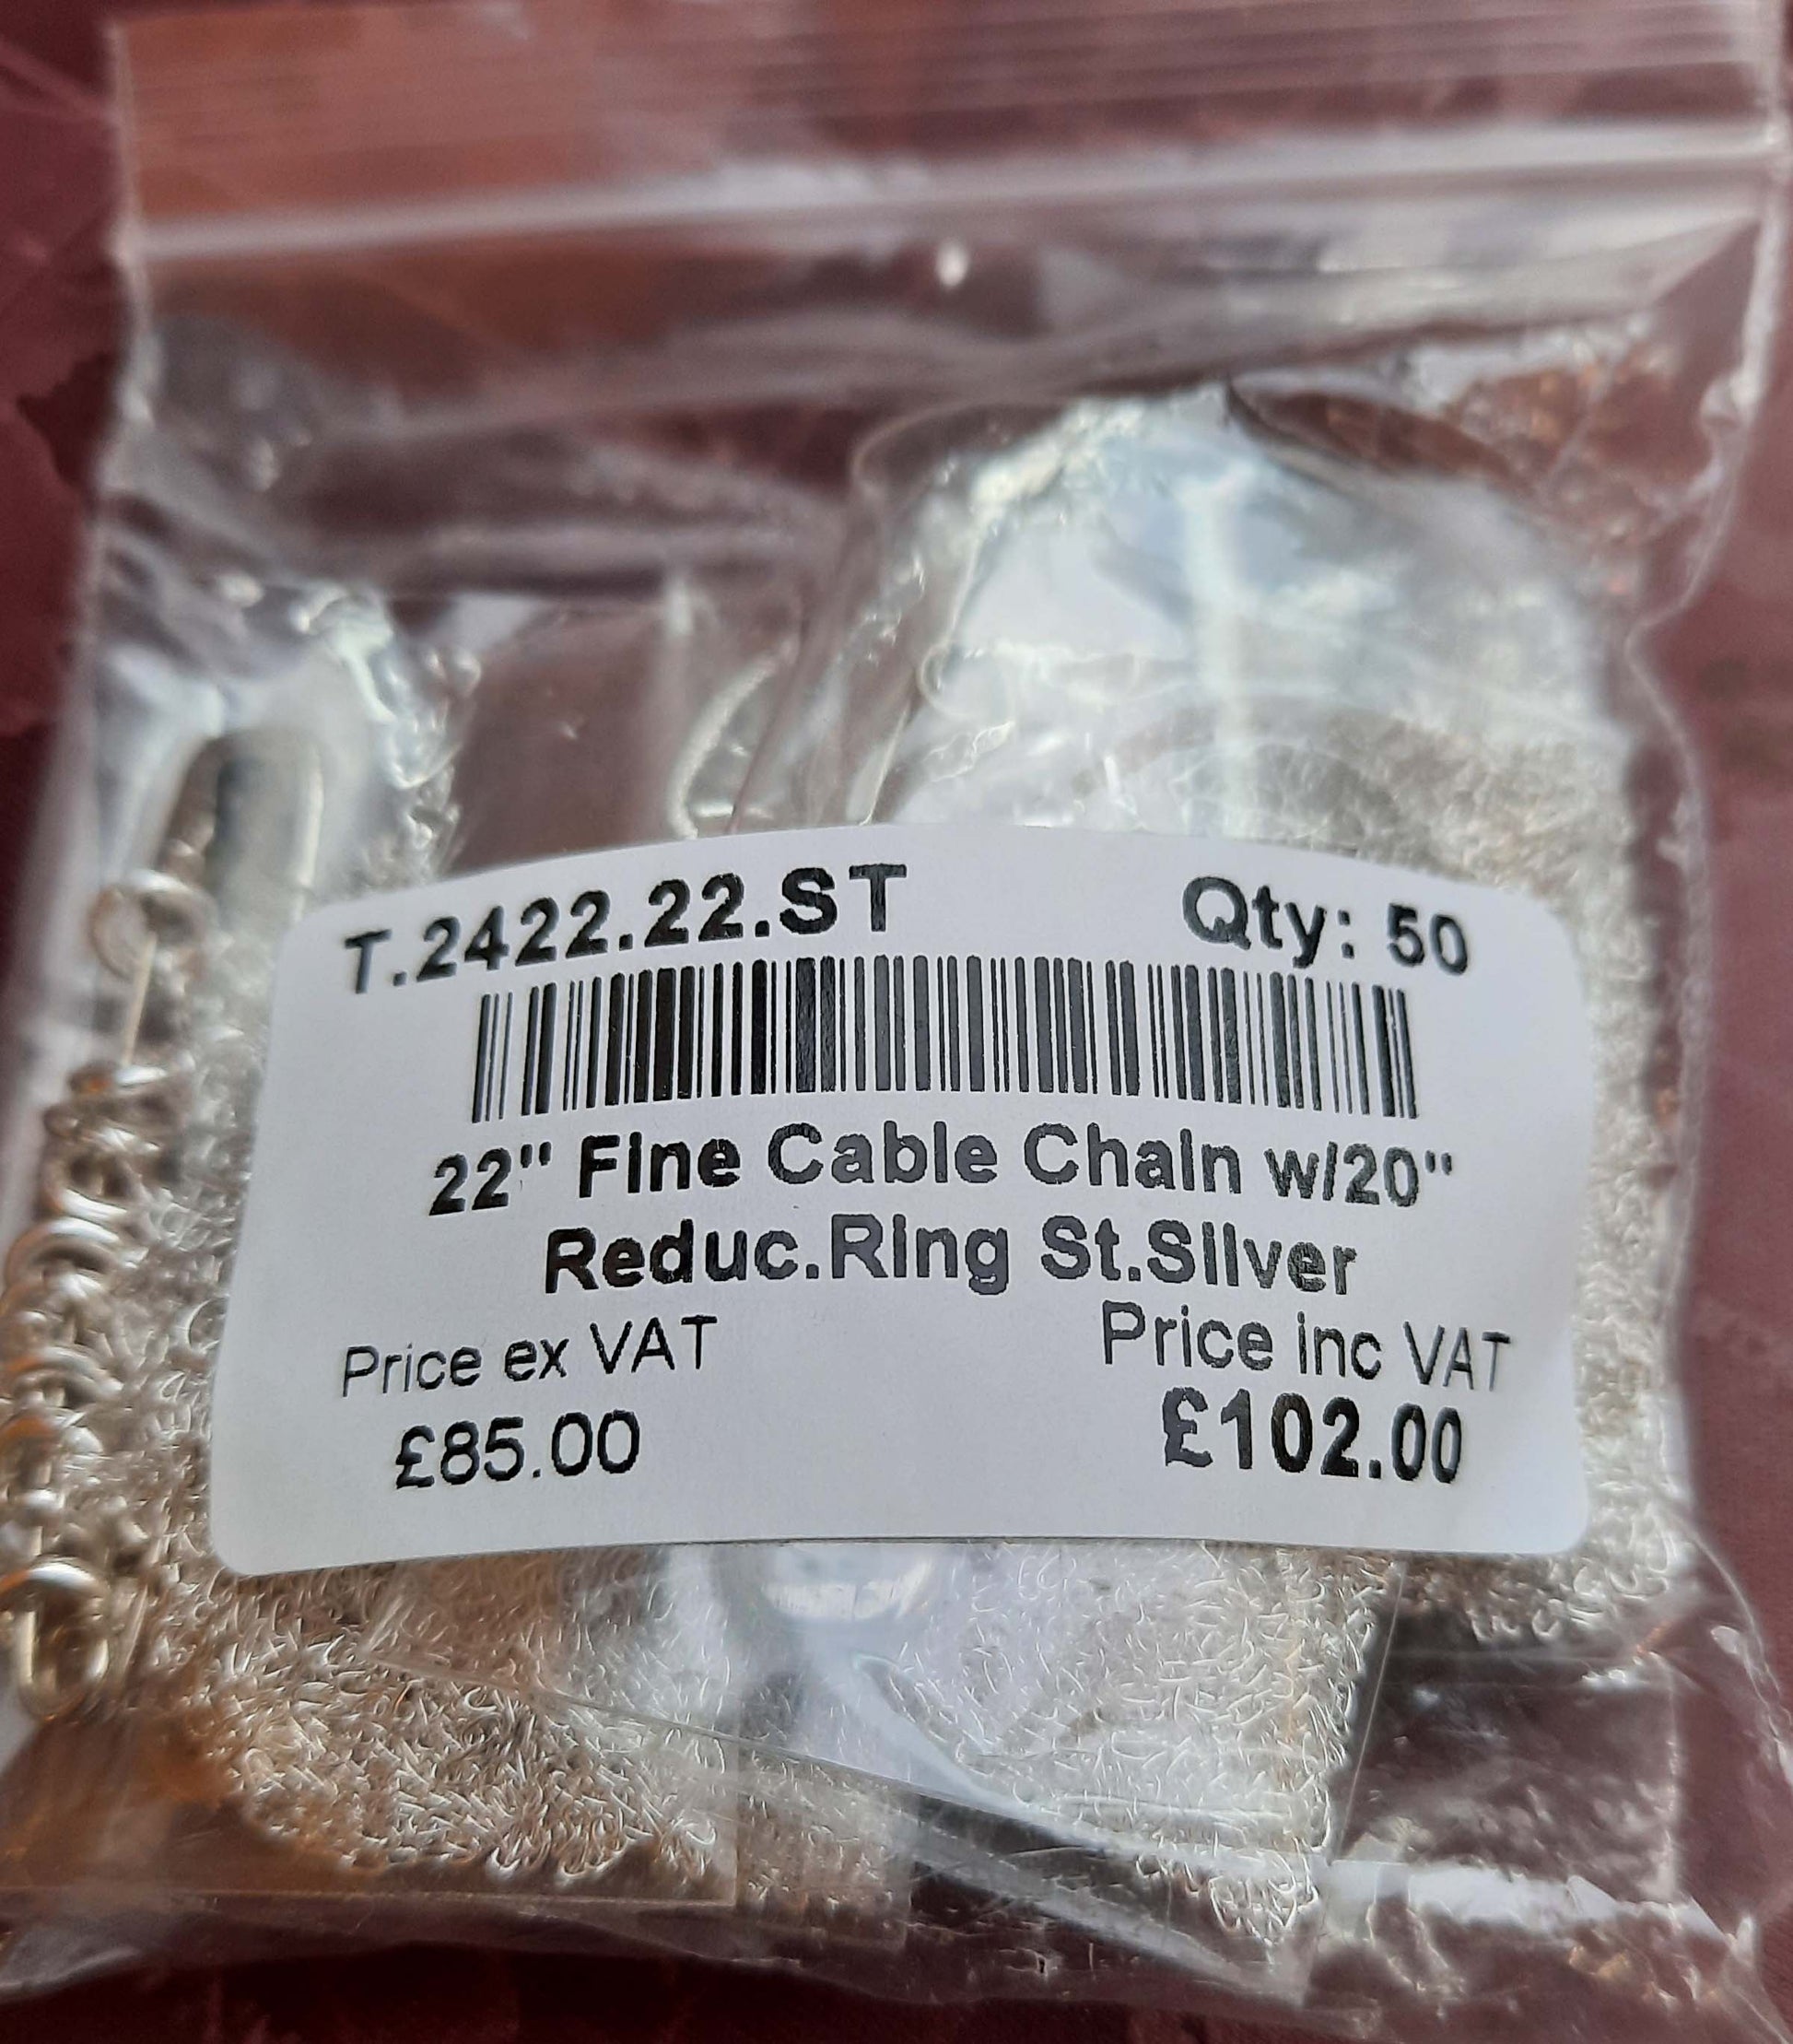 T.2422.22.ST Qty: 50
22" Fine Cable Chain w/20"
Reduc.Ring St.Silver
Price ex VAT Price inc VAT
£85.00 £102.00